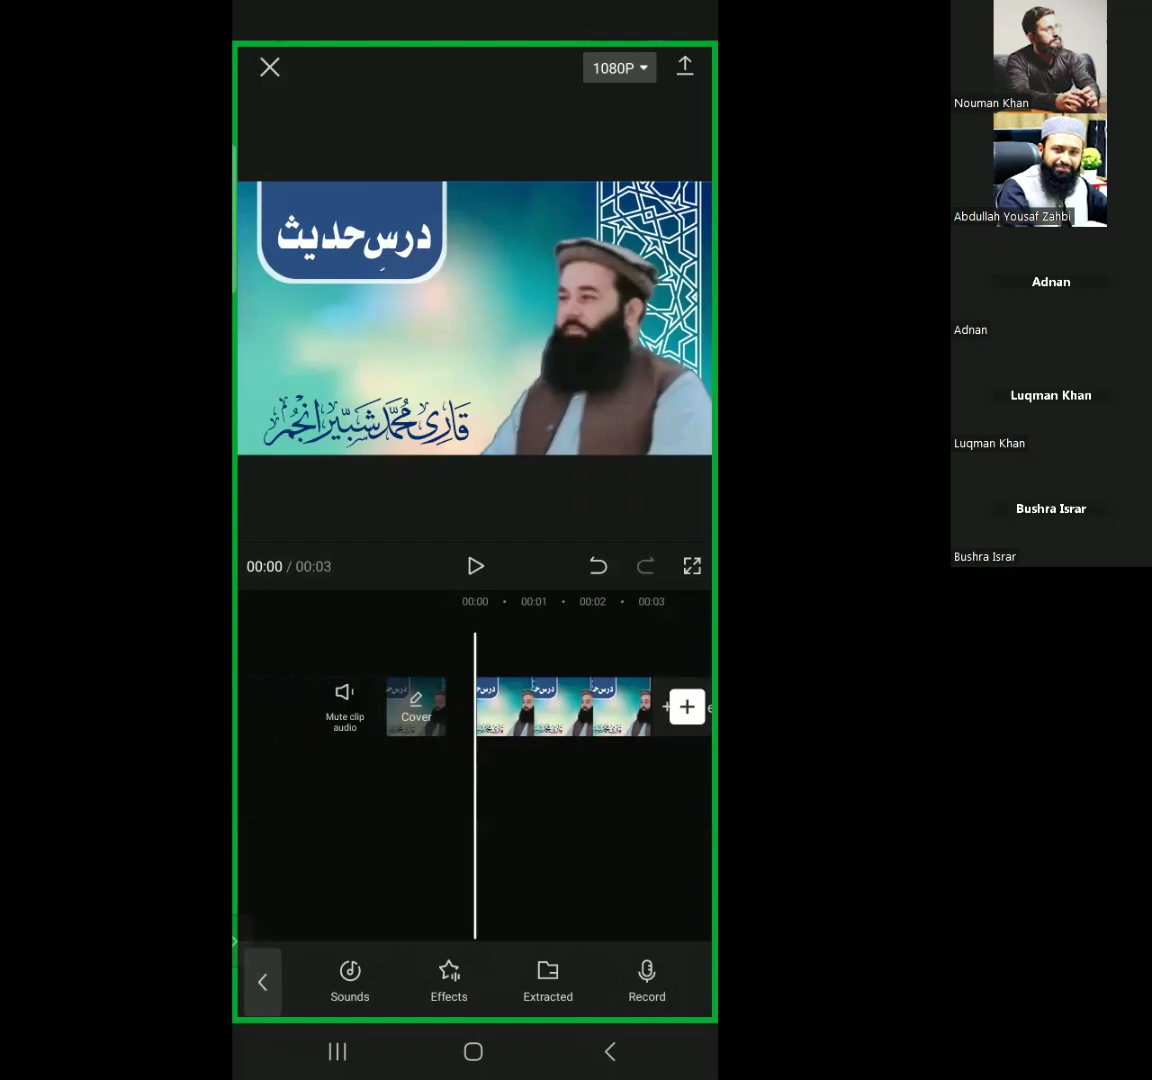 1080P
درسِ حدیث
قاری محمد شبیر انجم
00:00 / 00:03
00:00 00:01 00:02 00:03
Mute clip
audio
Cover
Sounds
Effects
Extracted
Record
Nouman Khan
Abdullah Yousaf Zahbi
Adnan
Adnan
Luqman Khan
Luqman Khan
Bushra Israr
Bushra Israr